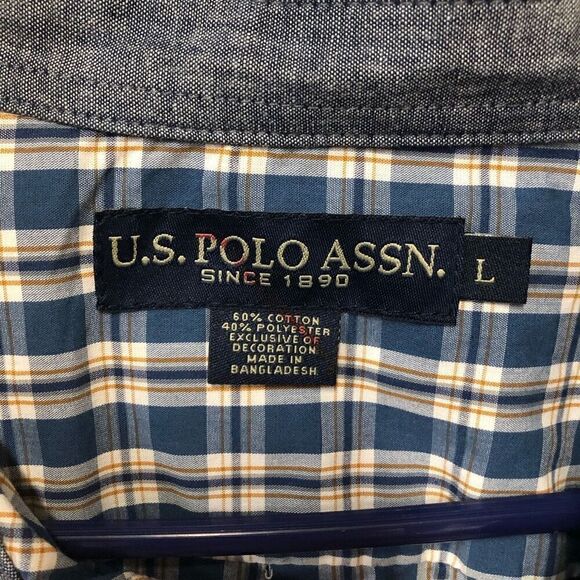 U.S. POLO ASSN.
SINCE 1890
L
60% COTTON
40% POLYESTER
EXCLUSIVE OF
DECORATION
MADE IN
BANGLADESH